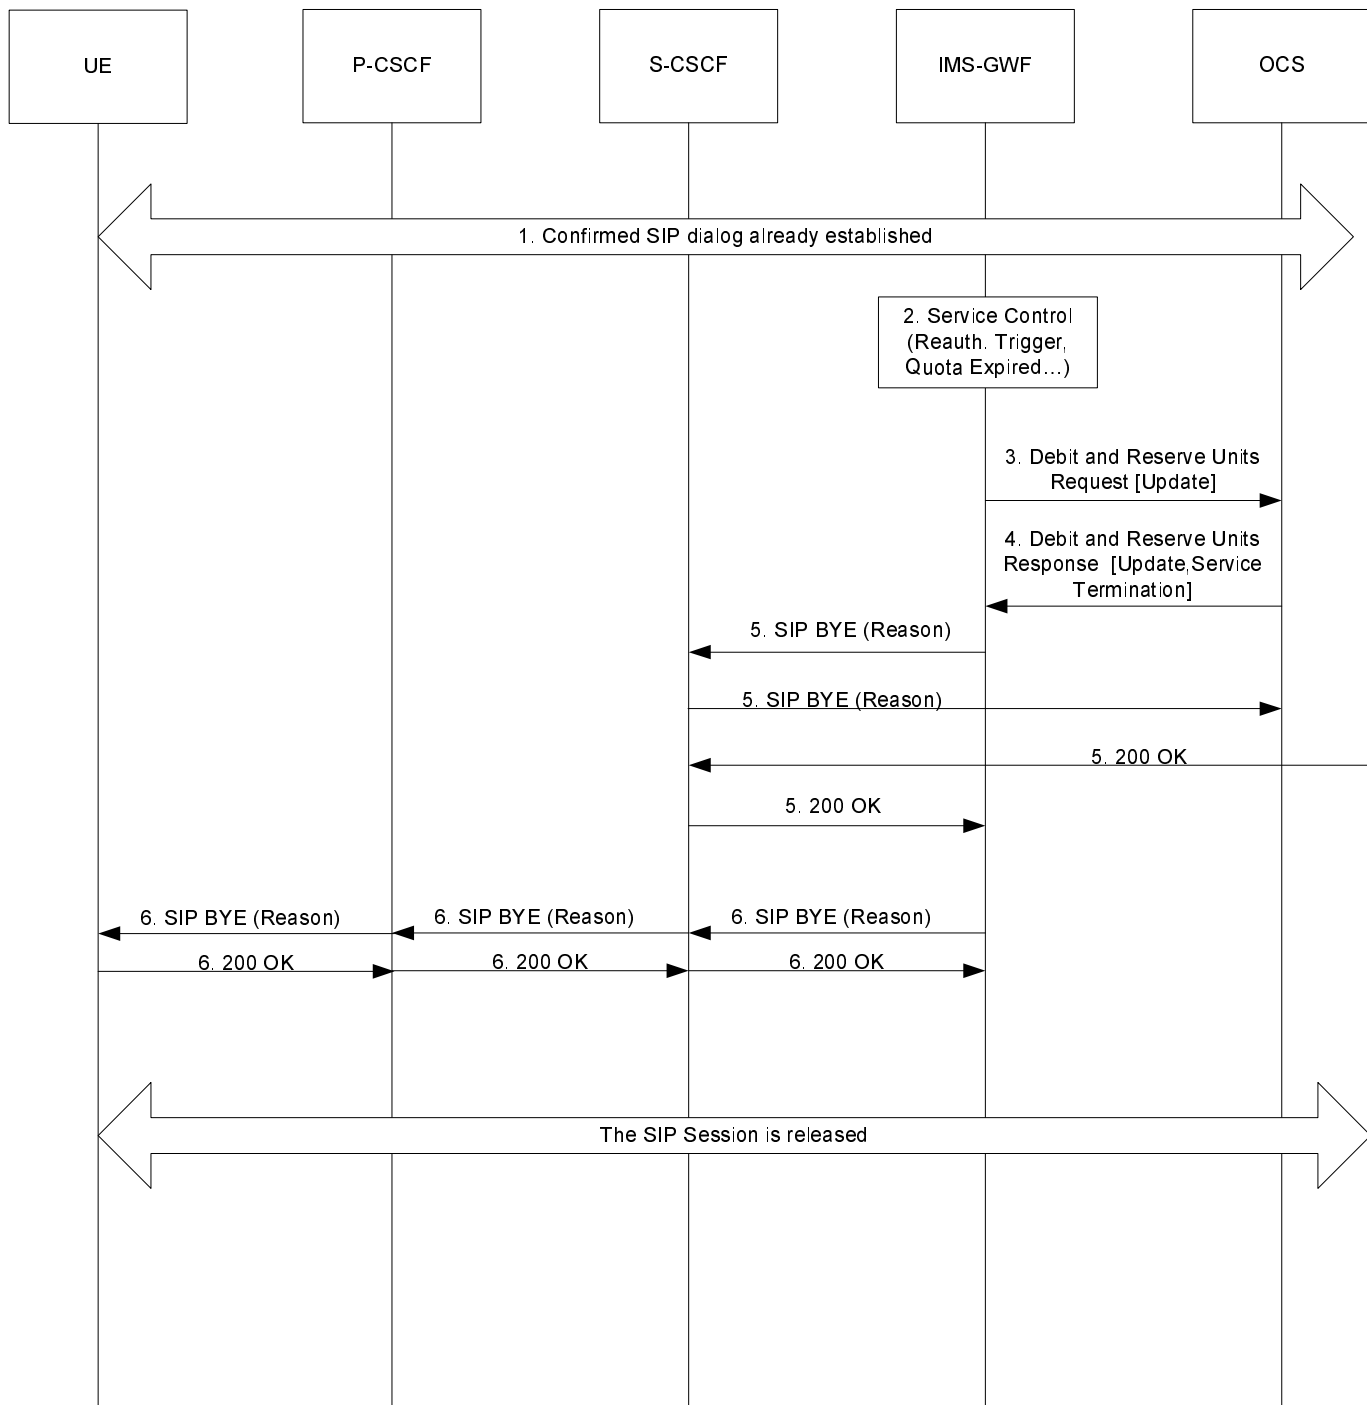 UE
P-CSCF
S-CSCF
IMS-GWF
OCS
1. Confirmed SIP dialog already established
2. Service Control
(Reauth. Trigger,
Quota Expired...)
3. Debit and Reserve Units
Request [Update]
4. Debit and Reserve Units
Response [Update,Service
Termination]
5. SIP BYE (Reason)
5. SIP BYE (Reason)
5. 200 OK
5. 200 OK
6. SIP BYE (Reason)
6. SIP BYE (Reason)
6. SIP BYE (Reason)
6. 200 OK
6. 200 OK
6. 200 OK
The SIP Session is released